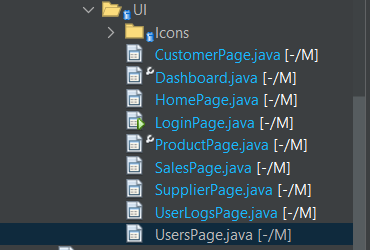 UI
Icons
CustomerPage.java [-/M]
Dashboard.java [-/M]
HomePage.java [-/M]
LoginPage.java [-/M]
ProductPage.java [-/M]
SalesPage.java [-/M]
SupplierPage.java [-/M]
UserLogsPage.java [-/M]
UsersPage.java [-/M]